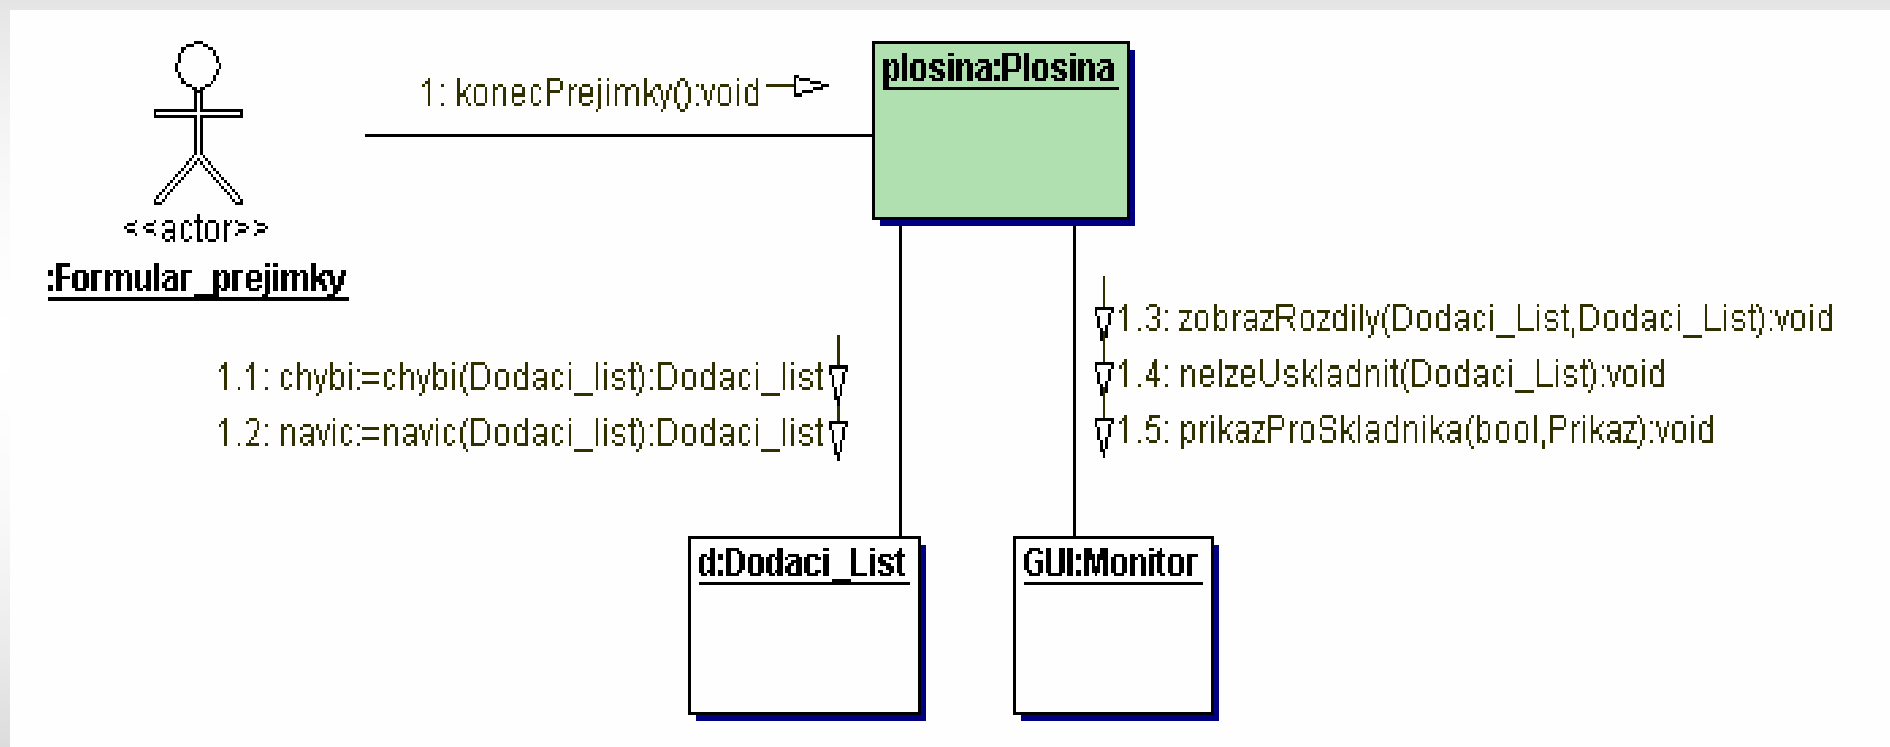 plosina:Plosina
1: konecPrejimky():void
<<actor>>
:Formular_prejimky
1.3: zobrazRozdily(Dodaci_List,Dodaci_List):void
1.1: chybi:=chybi(Dodaci_list):Dodaci_list
1.4: nelzeUskladnit(Dodaci_List):void
1.2: navic:=navic(Dodaci_list):Dodaci_list
1.5: prikazProSkladnika(bool,Prikaz):void
d:Dodaci_List
GUI:Monitor